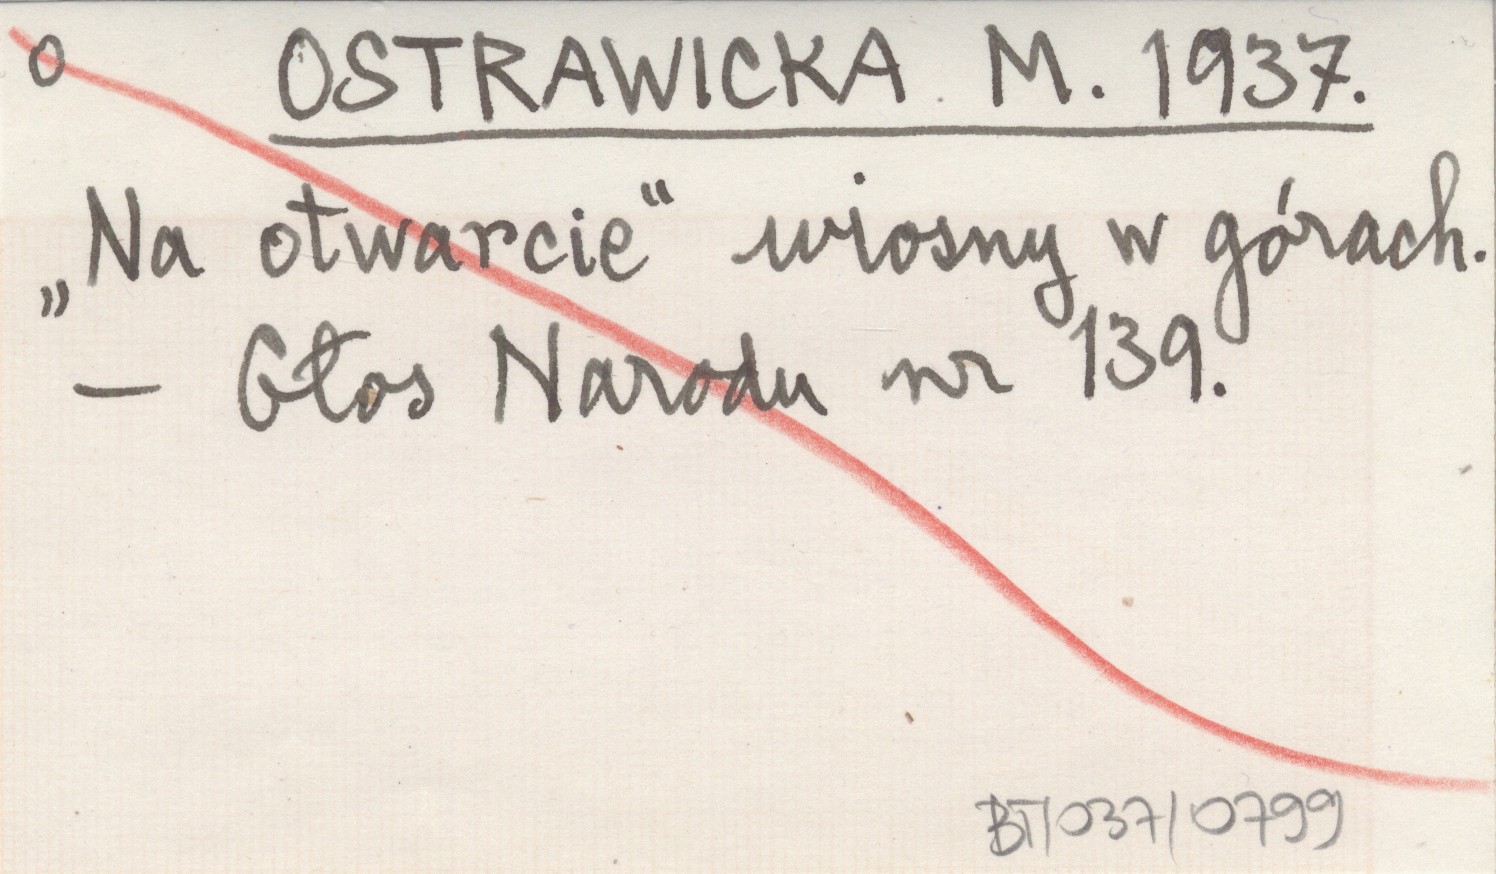 o OSTRAWICKA M. 1937.
„Na otwarcie" wiosny w górach.
— Głos Narodu nr 139.
BT/037/0799